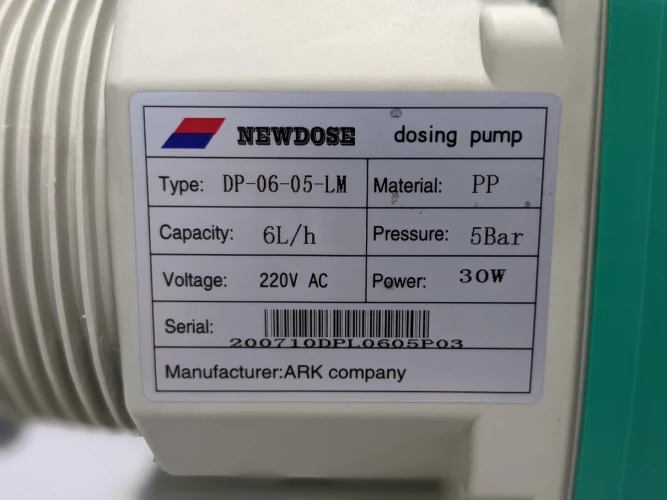 NEWDOSE dosing pump
Type: DP-06-05-LM Material: PP
Capacity: 6L/h Pressure: 5Bar
Voltage: 220V AC Power: 30W
Serial:
200710DPL0605P03
Manufacturer:ARK company